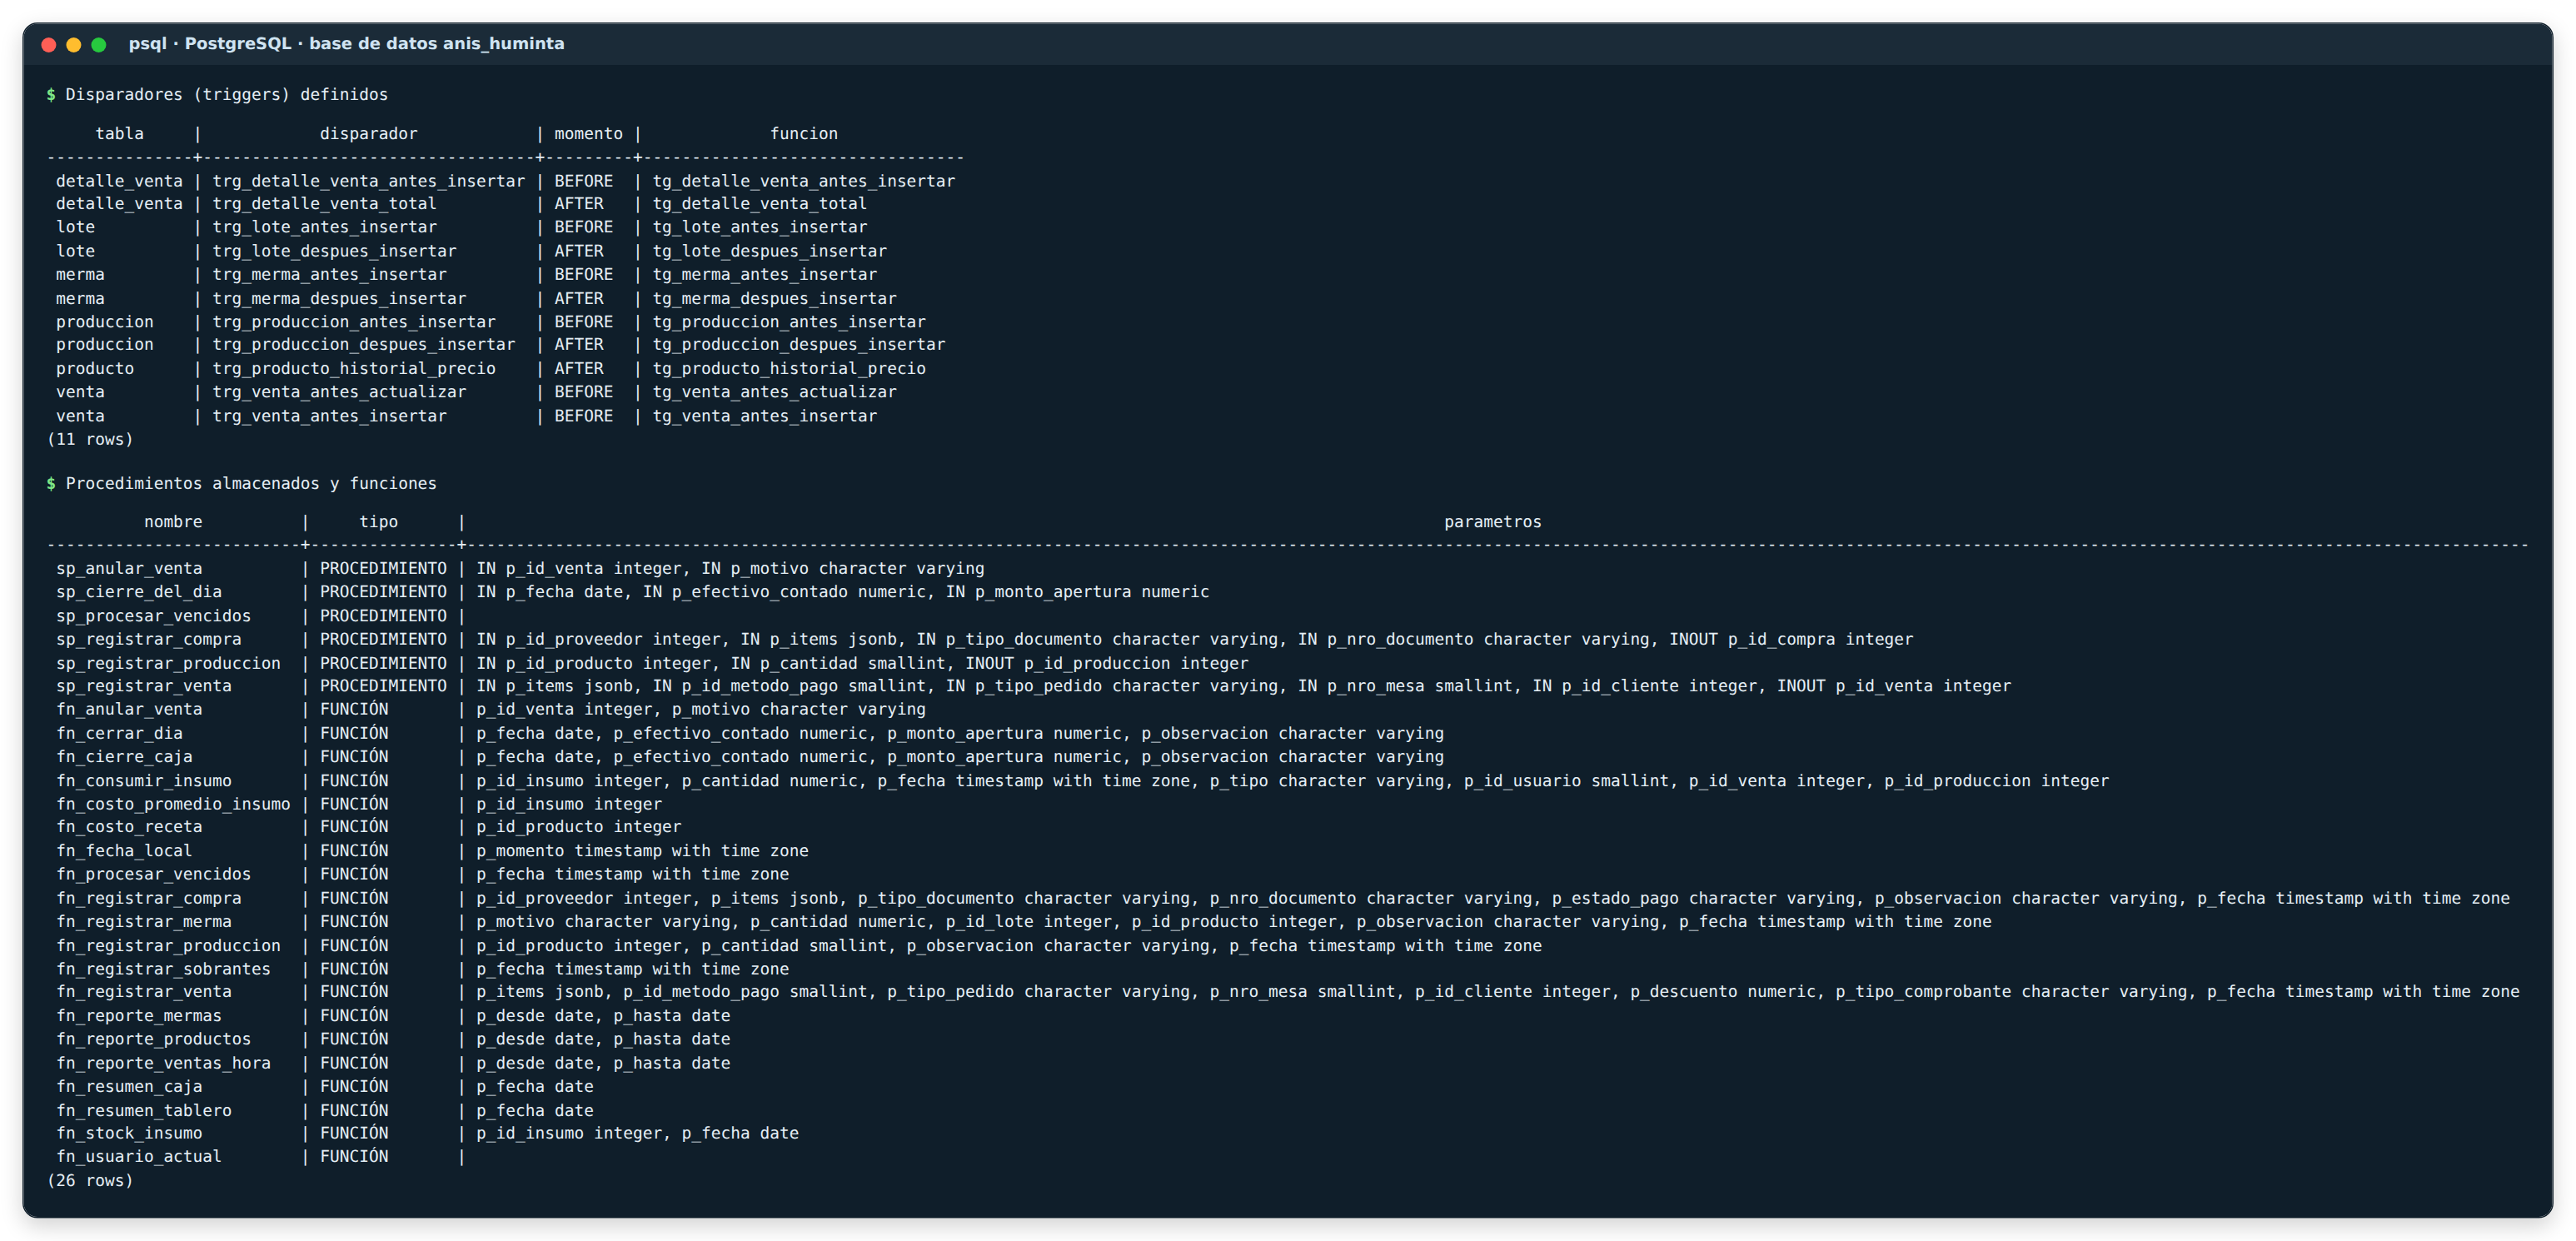 psql · PostgreSQL · base de datos anis_huminta
$ Disparadores (triggers) definidos
     tabla     |            disparador            | momento |             funcion
---------------+----------------------------------+---------+---------------------------------
 detalle_venta | trg_detalle_venta_antes_insertar | BEFORE  | tg_detalle_venta_antes_insertar
 detalle_venta | trg_detalle_venta_total          | AFTER   | tg_detalle_venta_total
 lote          | trg_lote_antes_insertar          | BEFORE  | tg_lote_antes_insertar
 lote          | trg_lote_despues_insertar        | AFTER   | tg_lote_despues_insertar
 merma         | trg_merma_antes_insertar         | BEFORE  | tg_merma_antes_insertar
 merma         | trg_merma_despues_insertar       | AFTER   | tg_merma_despues_insertar
 produccion    | trg_produccion_antes_insertar    | BEFORE  | tg_produccion_antes_insertar
 produccion    | trg_produccion_despues_insertar  | AFTER   | tg_produccion_despues_insertar
 producto      | trg_producto_historial_precio    | AFTER   | tg_producto_historial_precio
 venta         | trg_venta_antes_actualizar       | BEFORE  | tg_venta_antes_actualizar
 venta         | trg_venta_antes_insertar         | BEFORE  | tg_venta_antes_insertar
(11 rows)
$ Procedimientos almacenados y funciones
          nombre          |     tipo      | parametros
--------------------------+---------------+-------------------------------------------------------------------------------------------------------------------------------------------------------------------------------------------------------------------
 sp_anular_venta          | PROCEDIMIENTO | IN p_id_venta integer, IN p_motivo character varying
 sp_cierre_del_dia        | PROCEDIMIENTO | IN p_fecha date, IN p_efectivo_contado numeric, IN p_monto_apertura numeric
 sp_procesar_vencidos     | PROCEDIMIENTO |
 sp_registrar_compra      | PROCEDIMIENTO | IN p_id_proveedor integer, IN p_items jsonb, IN p_tipo_documento character varying, IN p_nro_documento character varying, INOUT p_id_compra integer
 sp_registrar_produccion  | PROCEDIMIENTO | IN p_id_producto integer, IN p_cantidad smallint, INOUT p_id_produccion integer
 sp_registrar_venta       | PROCEDIMIENTO | IN p_items jsonb, IN p_id_metodo_pago smallint, IN p_tipo_pedido character varying, IN p_nro_mesa smallint, IN p_id_cliente integer, INOUT p_id_venta integer
 fn_anular_venta          | FUNCIÓN       | p_id_venta integer, p_motivo character varying
 fn_cerrar_dia            | FUNCIÓN       | p_fecha date, p_efectivo_contado numeric, p_monto_apertura numeric, p_observacion character varying
 fn_cierre_caja           | FUNCIÓN       | p_fecha date, p_efectivo_contado numeric, p_monto_apertura numeric, p_observacion character varying
 fn_consumir_insumo       | FUNCIÓN       | p_id_insumo integer, p_cantidad numeric, p_fecha timestamp with time zone, p_tipo character varying, p_id_usuario smallint, p_id_venta integer, p_id_produccion integer
 fn_costo_promedio_insumo | FUNCIÓN       | p_id_insumo integer
 fn_costo_receta          | FUNCIÓN       | p_id_producto integer
 fn_fecha_local           | FUNCIÓN       | p_momento timestamp with time zone
 fn_procesar_vencidos     | FUNCIÓN       | p_fecha timestamp with time zone
 fn_registrar_compra      | FUNCIÓN       | p_id_proveedor integer, p_items jsonb, p_tipo_documento character varying, p_nro_documento character varying, p_estado_pago character varying, p_observacion character varying, p_fecha timestamp with time zone
 fn_registrar_merma       | FUNCIÓN       | p_motivo character varying, p_cantidad numeric, p_id_lote integer, p_id_producto integer, p_observacion character varying, p_fecha timestamp with time zone
 fn_registrar_produccion  | FUNCIÓN       | p_id_producto integer, p_cantidad smallint, p_observacion character varying, p_fecha timestamp with time zone
 fn_registrar_sobrantes   | FUNCIÓN       | p_fecha timestamp with time zone
 fn_registrar_venta       | FUNCIÓN       | p_items jsonb, p_id_metodo_pago smallint, p_tipo_pedido character varying, p_nro_mesa smallint, p_id_cliente integer, p_descuento numeric, p_tipo_comprobante character varying, p_fecha timestamp with time zone
 fn_reporte_mermas        | FUNCIÓN       | p_desde date, p_hasta date
 fn_reporte_productos     | FUNCIÓN       | p_desde date, p_hasta date
 fn_reporte_ventas_hora   | FUNCIÓN       | p_desde date, p_hasta date
 fn_resumen_caja          | FUNCIÓN       | p_fecha date
 fn_resumen_tablero       | FUNCIÓN       | p_fecha date
 fn_stock_insumo          | FUNCIÓN       | p_id_insumo integer, p_fecha date
 fn_usuario_actual        | FUNCIÓN       |
(26 rows)